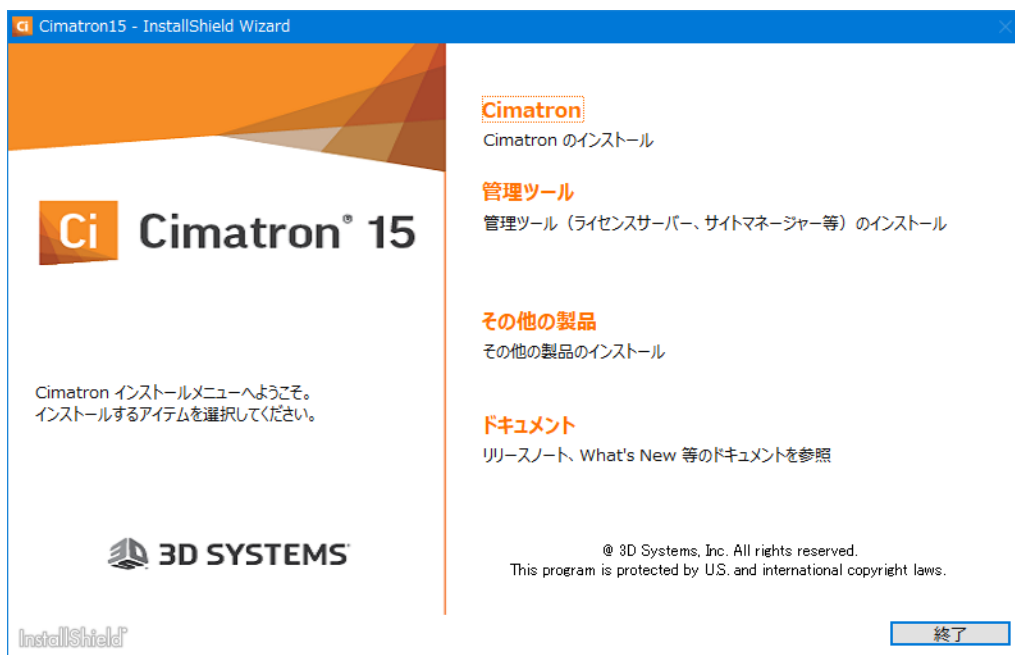 Ci Cimatron15 - InstallShield Wizard
Ci Cimatron® 15
Cimatron インストールメニューへようこそ。
インストールするアイテムを選択してください。
3D SYSTEMS
Cimatron
Cimatron のインストール
管理ツール
管理ツール（ライセンスサーバー、サイトマネージャー等）のインストール
その他の製品
その他の製品のインストール
ドキュメント
リリースノート、What's New 等のドキュメントを参照
@ 3D Systems, Inc. All rights reserved.
This program is protected by U.S. and international copyright laws.
InstallShield
終了